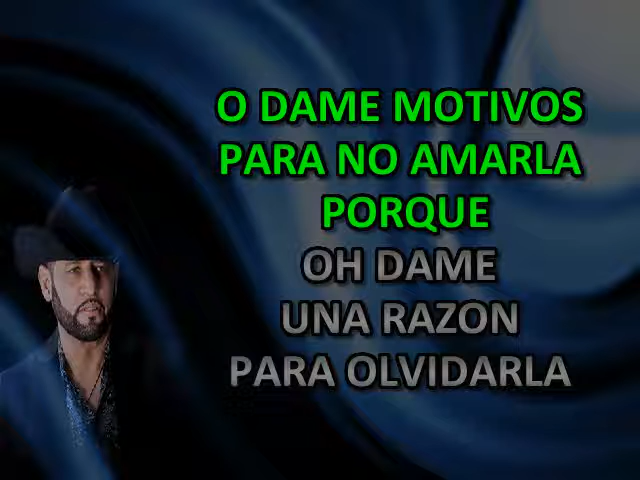 O DAME MOTIVOS
PARA NO AMARLA
PORQUE
OH DAME
UNA RAZON
PARA OLVIDARLA